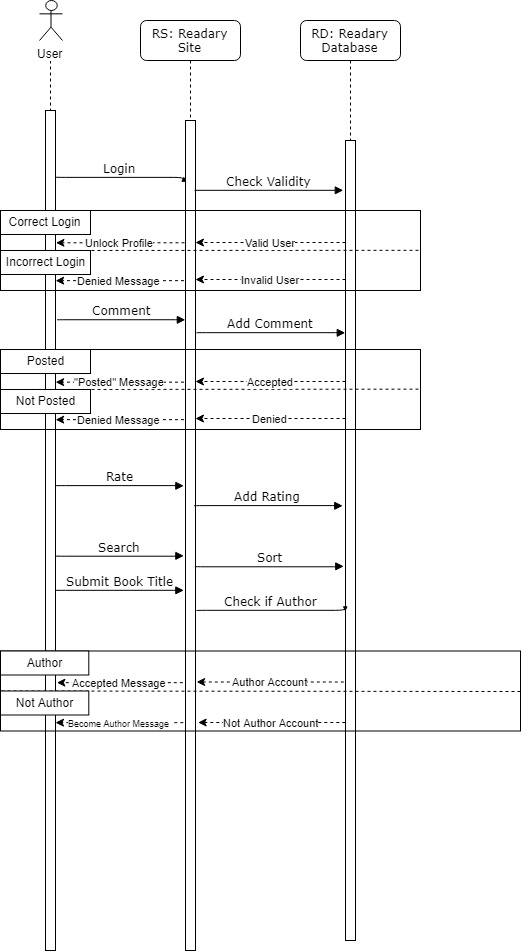 User
RS: Readary
Site
RD: Readary
Database
Login
Check Validity
Correct Login
Unlock Profile
Valid User
Incorrect Login
Denied Message
Invalid User
Comment
Add Comment
Posted
"Posted" Message
Accepted
Not Posted
Denied Message
Denied
Rate
Add Rating
Search
Sort
Submit Book Title
Check if Author
Author
Accepted Message
Author Account
Not Author
Become Author Message
Not Author Account